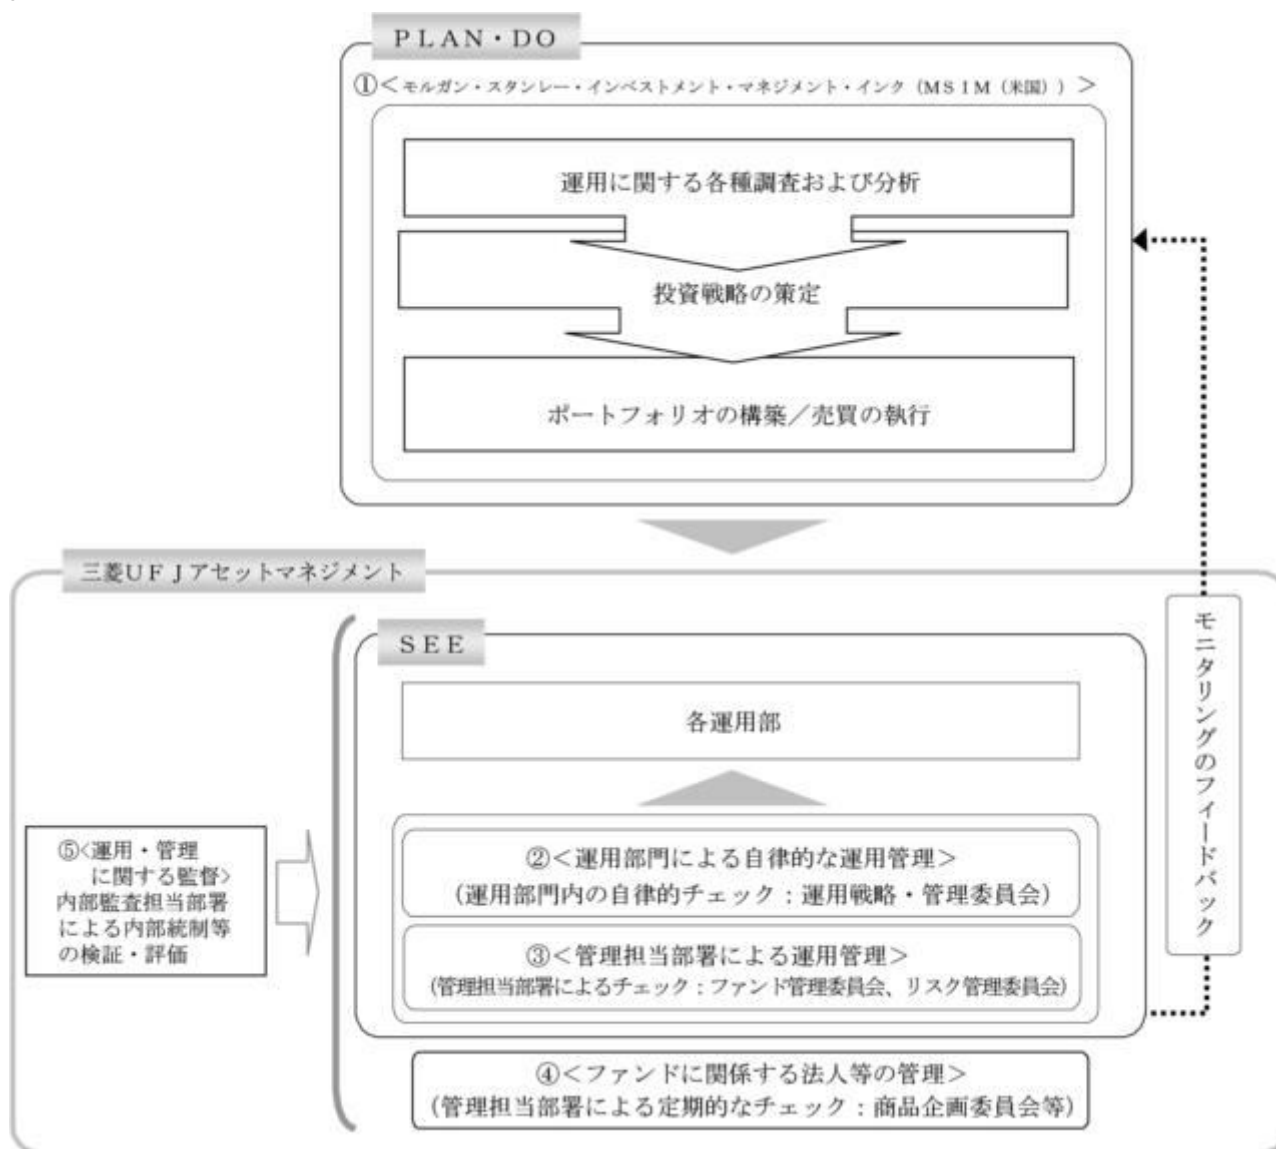 ＰＬＡＮ・ＤＯ
①＜モルガン・スタンレー・インベストメント・マネジメント・インク（ＭＳＩＭ（米国））＞
運用に関する各種調査および分析
投資戦略の策定
ポートフォリオの構築／売買の執行
三菱ＵＦＪアセットマネジメント
ＳＥＥ
各運用部
②＜運用部門による自律的な運用管理＞
（運用部門内の自律的チェック：運用戦略・管理委員会）
③＜管理担当部署による運用管理＞
（管理担当部署によるチェック：ファンド管理委員会、リスク管理委員会）
④＜ファンドに関係する法人等の管理＞
（管理担当部署による定期的なチェック：商品企画委員会等）
⑤<運用・管理
に関する監督>
内部監査担当部署
による内部統制等
の検証・評価
モニタリングのフィードバック